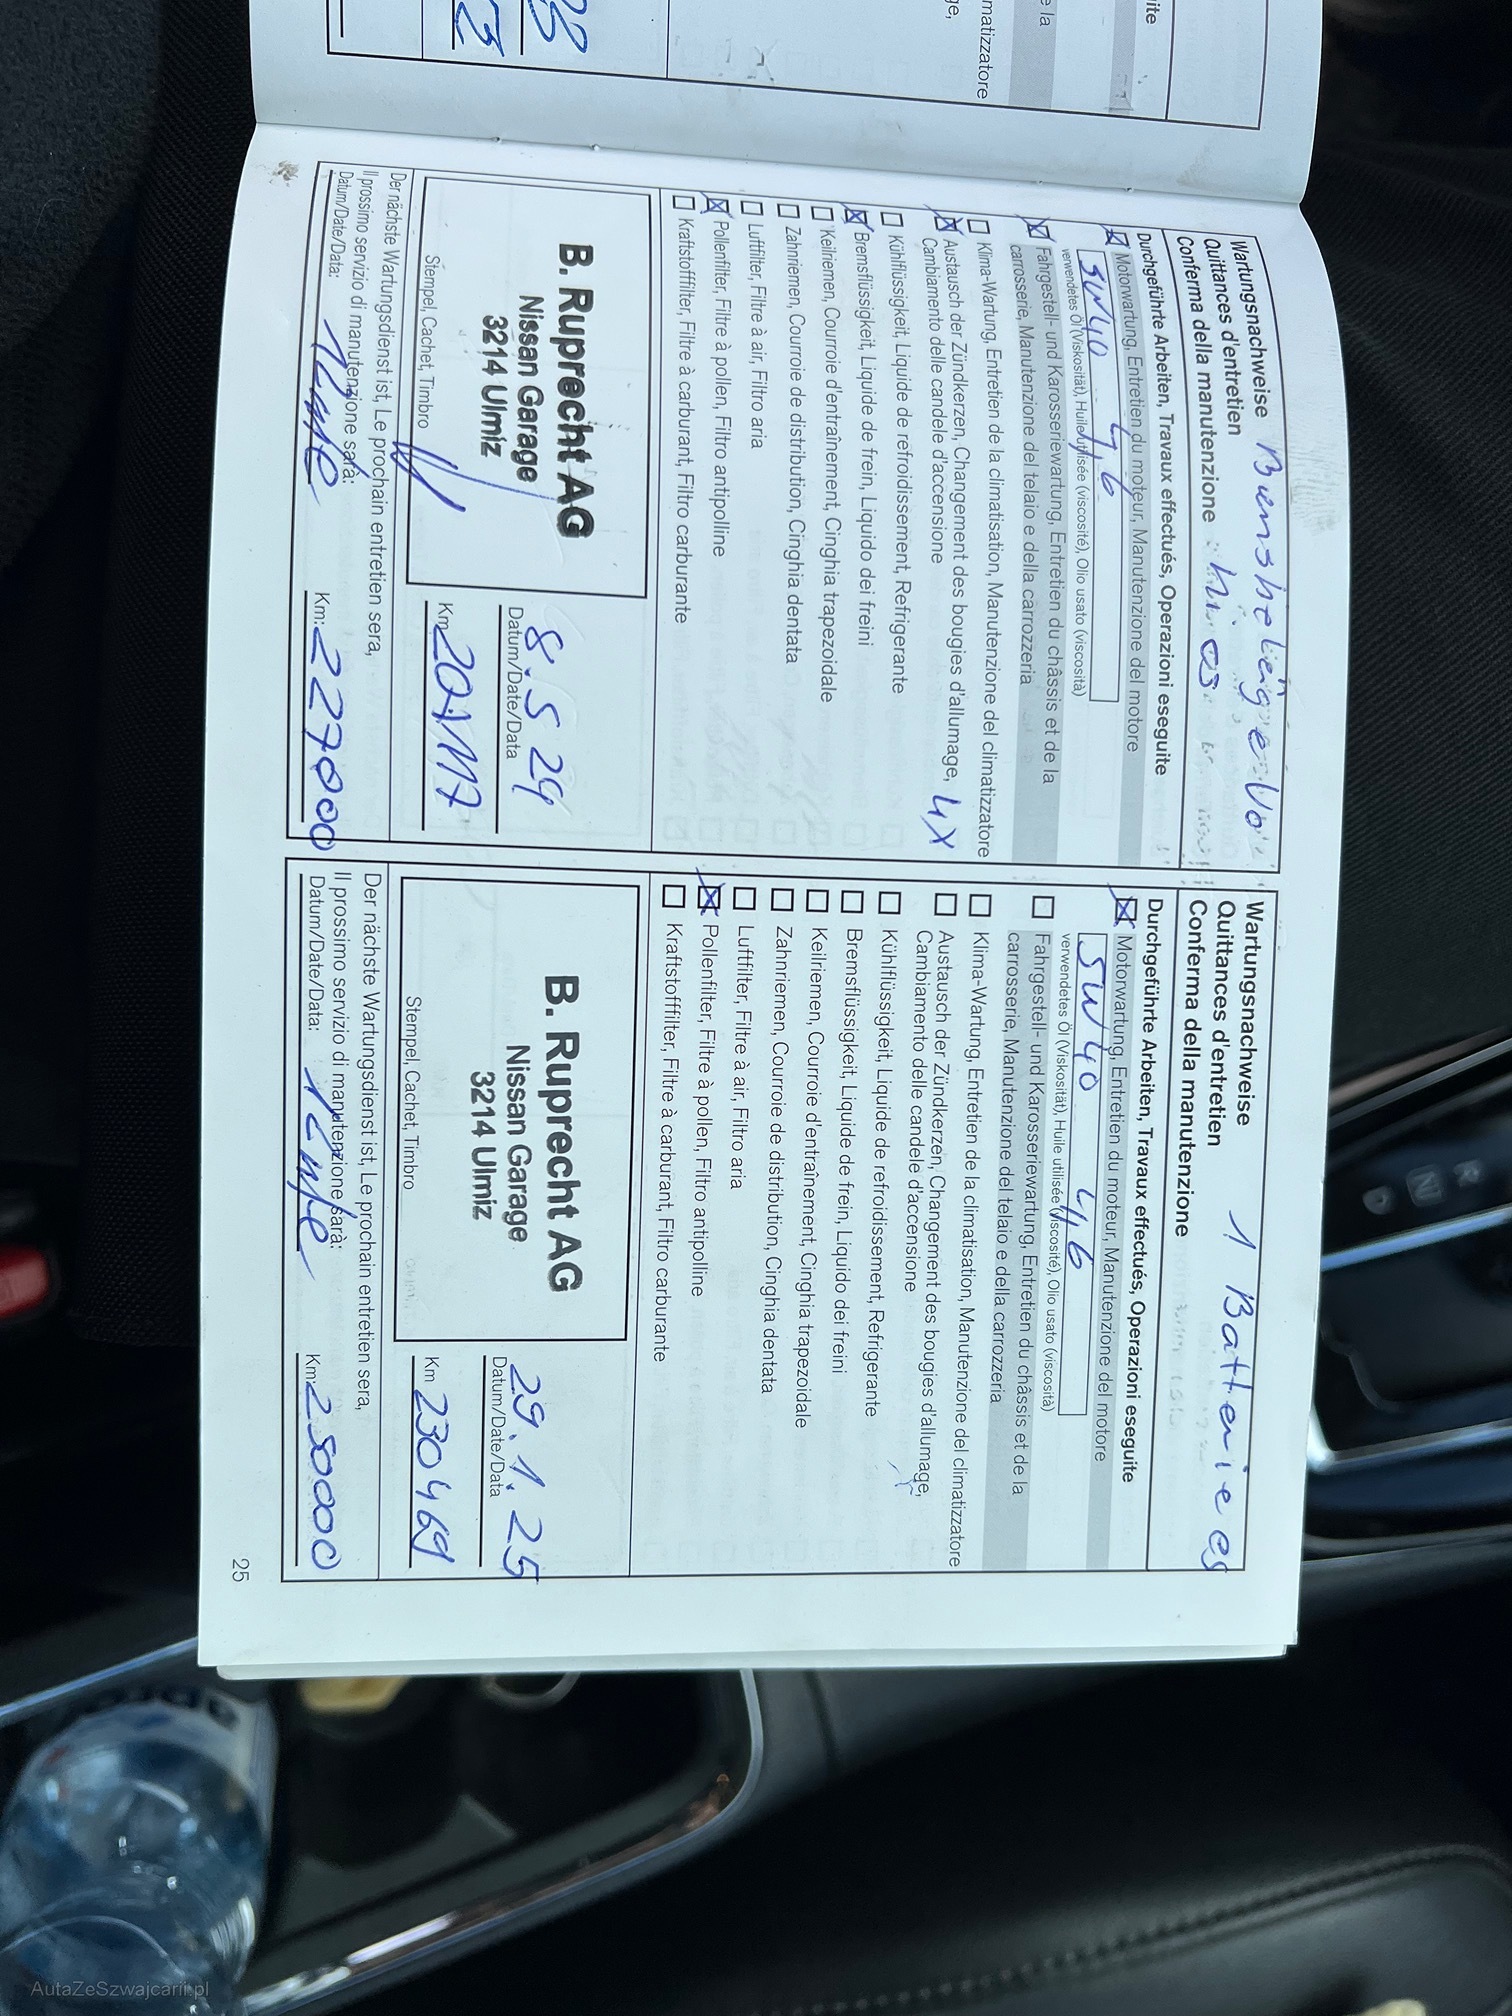 Wartungsnachweise Bremsbeläge Vo
Quittances d'entretien
Conferma della manutenzione
Durchgeführte Arbeiten, Travaux effectués, Operazioni eseguite
Motorwartung, Entretien du moteur, Manutenzione del motore
5W40 4,6
verwendetes Öl (Viskosität), Huile utilisée (viscosité), Olio usato (viscosità)
Fahrgestell- und Karosseriewartung, Entretien du châssis et de la
carrosserie, Manutenzione del telaio e della carrozzeria
Klima-Wartung, Entretien de la climatisation, Manutenzione del climatizzatore
Austausch der Zündkerzen, Changement des bougies d'allumage, 4x
Cambiamento delle candele d'accensione
Kühlflüssigkeit, Liquide de refroidissement, Refrigerante
Bremsflüssigkeit, Liquide de frein, Liquido dei freini
Keilriemen, Courroie d'entraînement, Cinghia trapezoidale
Zahnriemen, Courroie de distribution, Cinghia dentata
Luftfilter, Filtre à air, Filtro aria
Pollenfilter, Filtre à pollen, Filtro antipolline
Kraftstofffilter, Filtre à carburant, Filtro carburante
B. Ruprecht AG
Nissan Garage
3214 Ulmiz
Stempel, Cachet, Timbro
8.5 24
Datum/Date/Data
Km
Der nächste Wartungsdienst ist, Le prochain entretien sera,
Il prossimo servizio di manutenzione sarà:
Datum/Date/Data:
Km: 227000
Wartungsnachweise 1 Batterie es
Quittances d'entretien
Conferma della manutenzione
Durchgeführte Arbeiten, Travaux effectués, Operazioni eseguite
Motorwartung, Entretien du moteur, Manutenzione del motore
5W40 4,6
verwendetes Öl (Viskosität), Huile utilisée (viscosité), Olio usato (viscosità)
Fahrgestell- und Karosseriewartung, Entretien du châssis et de la
carrosserie, Manutenzione del telaio e della carrozzeria
Klima-Wartung, Entretien de la climatisation, Manutenzione del climatizzatore
Austausch der Zündkerzen, Changement des bougies d'allumage,
Cambiamento delle candele d'accensione
Kühlflüssigkeit, Liquide de refroidissement, Refrigerante
Bremsflüssigkeit, Liquide de frein, Liquido dei freini
Keilriemen, Courroie d'entraînement, Cinghia trapezoidale
Zahnriemen, Courroie de distribution, Cinghia dentata
Luftfilter, Filtre à air, Filtro aria
Pollenfilter, Filtre à pollen, Filtro antipolline
Kraftstofffilter, Filtre à carburant, Filtro carburante
B. Ruprecht AG
Nissan Garage
3214 Ulmiz
Stempel, Cachet, Timbro
29.1.25
Datum/Date/Data
Km 230469
Der nächste Wartungsdienst ist, Le prochain entretien sera,
Il prossimo servizio di manutenzione sarà:
Datum/Date/Data:
Km: 250000
25
matizzatore
e la
ge,
R
N
D
AutaZeSzwajcarii.pl